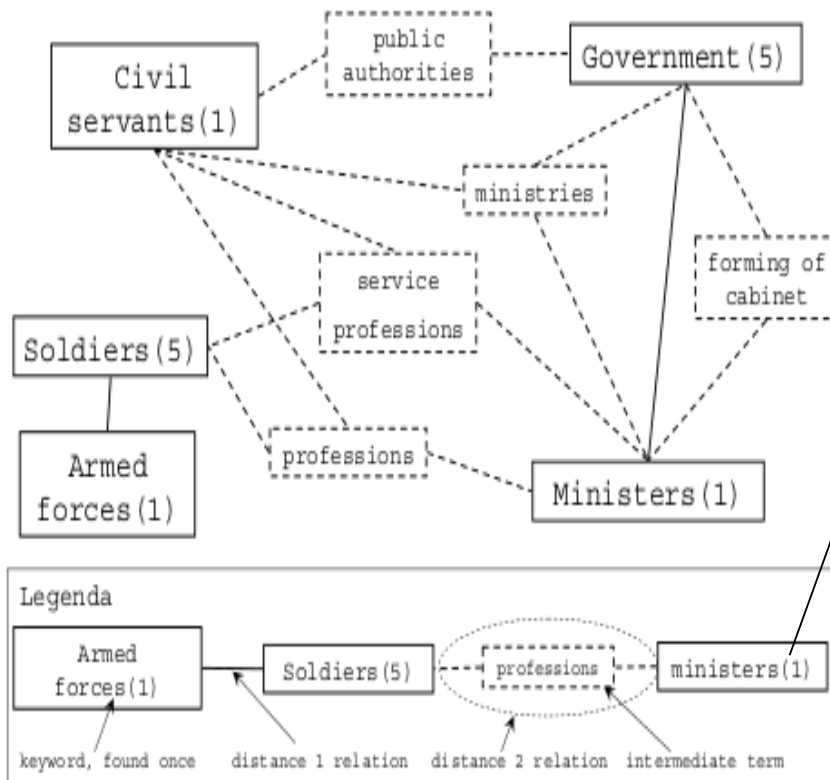 public
authorities
Government(5)
Civil
servants(1)
ministries
forming of
cabinet
service
professions
Soldiers(5)
professions
Armed
forces(1)
Ministers(1)
Legenda
Armed
forces(1)
Soldiers(5)
professions
ministers(1)
keyword, found once
distance 1 relation
distance 2 relation
intermediate term